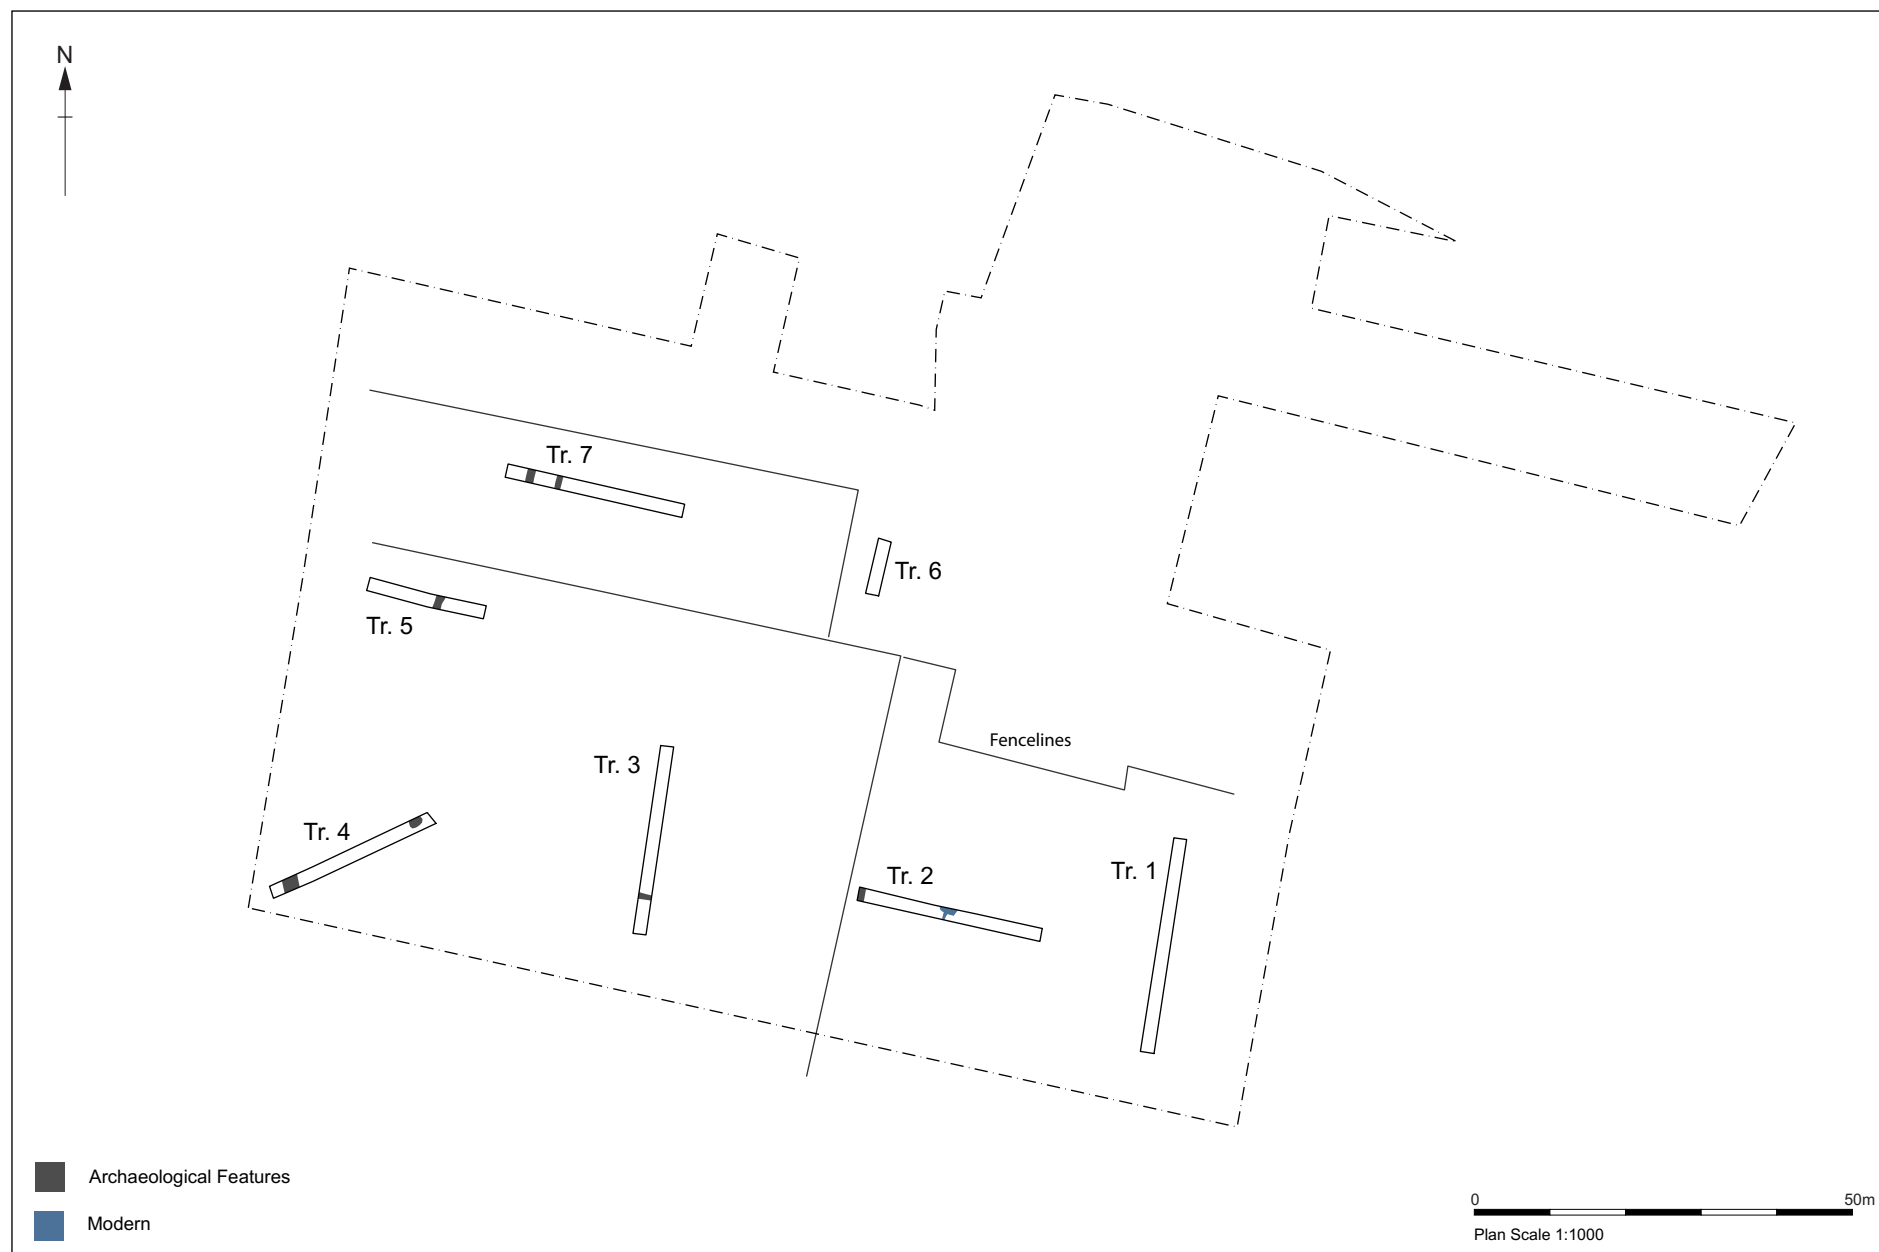 N
Tr. 7
Tr. 6
Tr. 5
Fencelines
Tr. 3
Tr. 4
Tr. 1
Tr. 2
Archaeological Features
Modern
0 50m
Plan Scale 1:1000